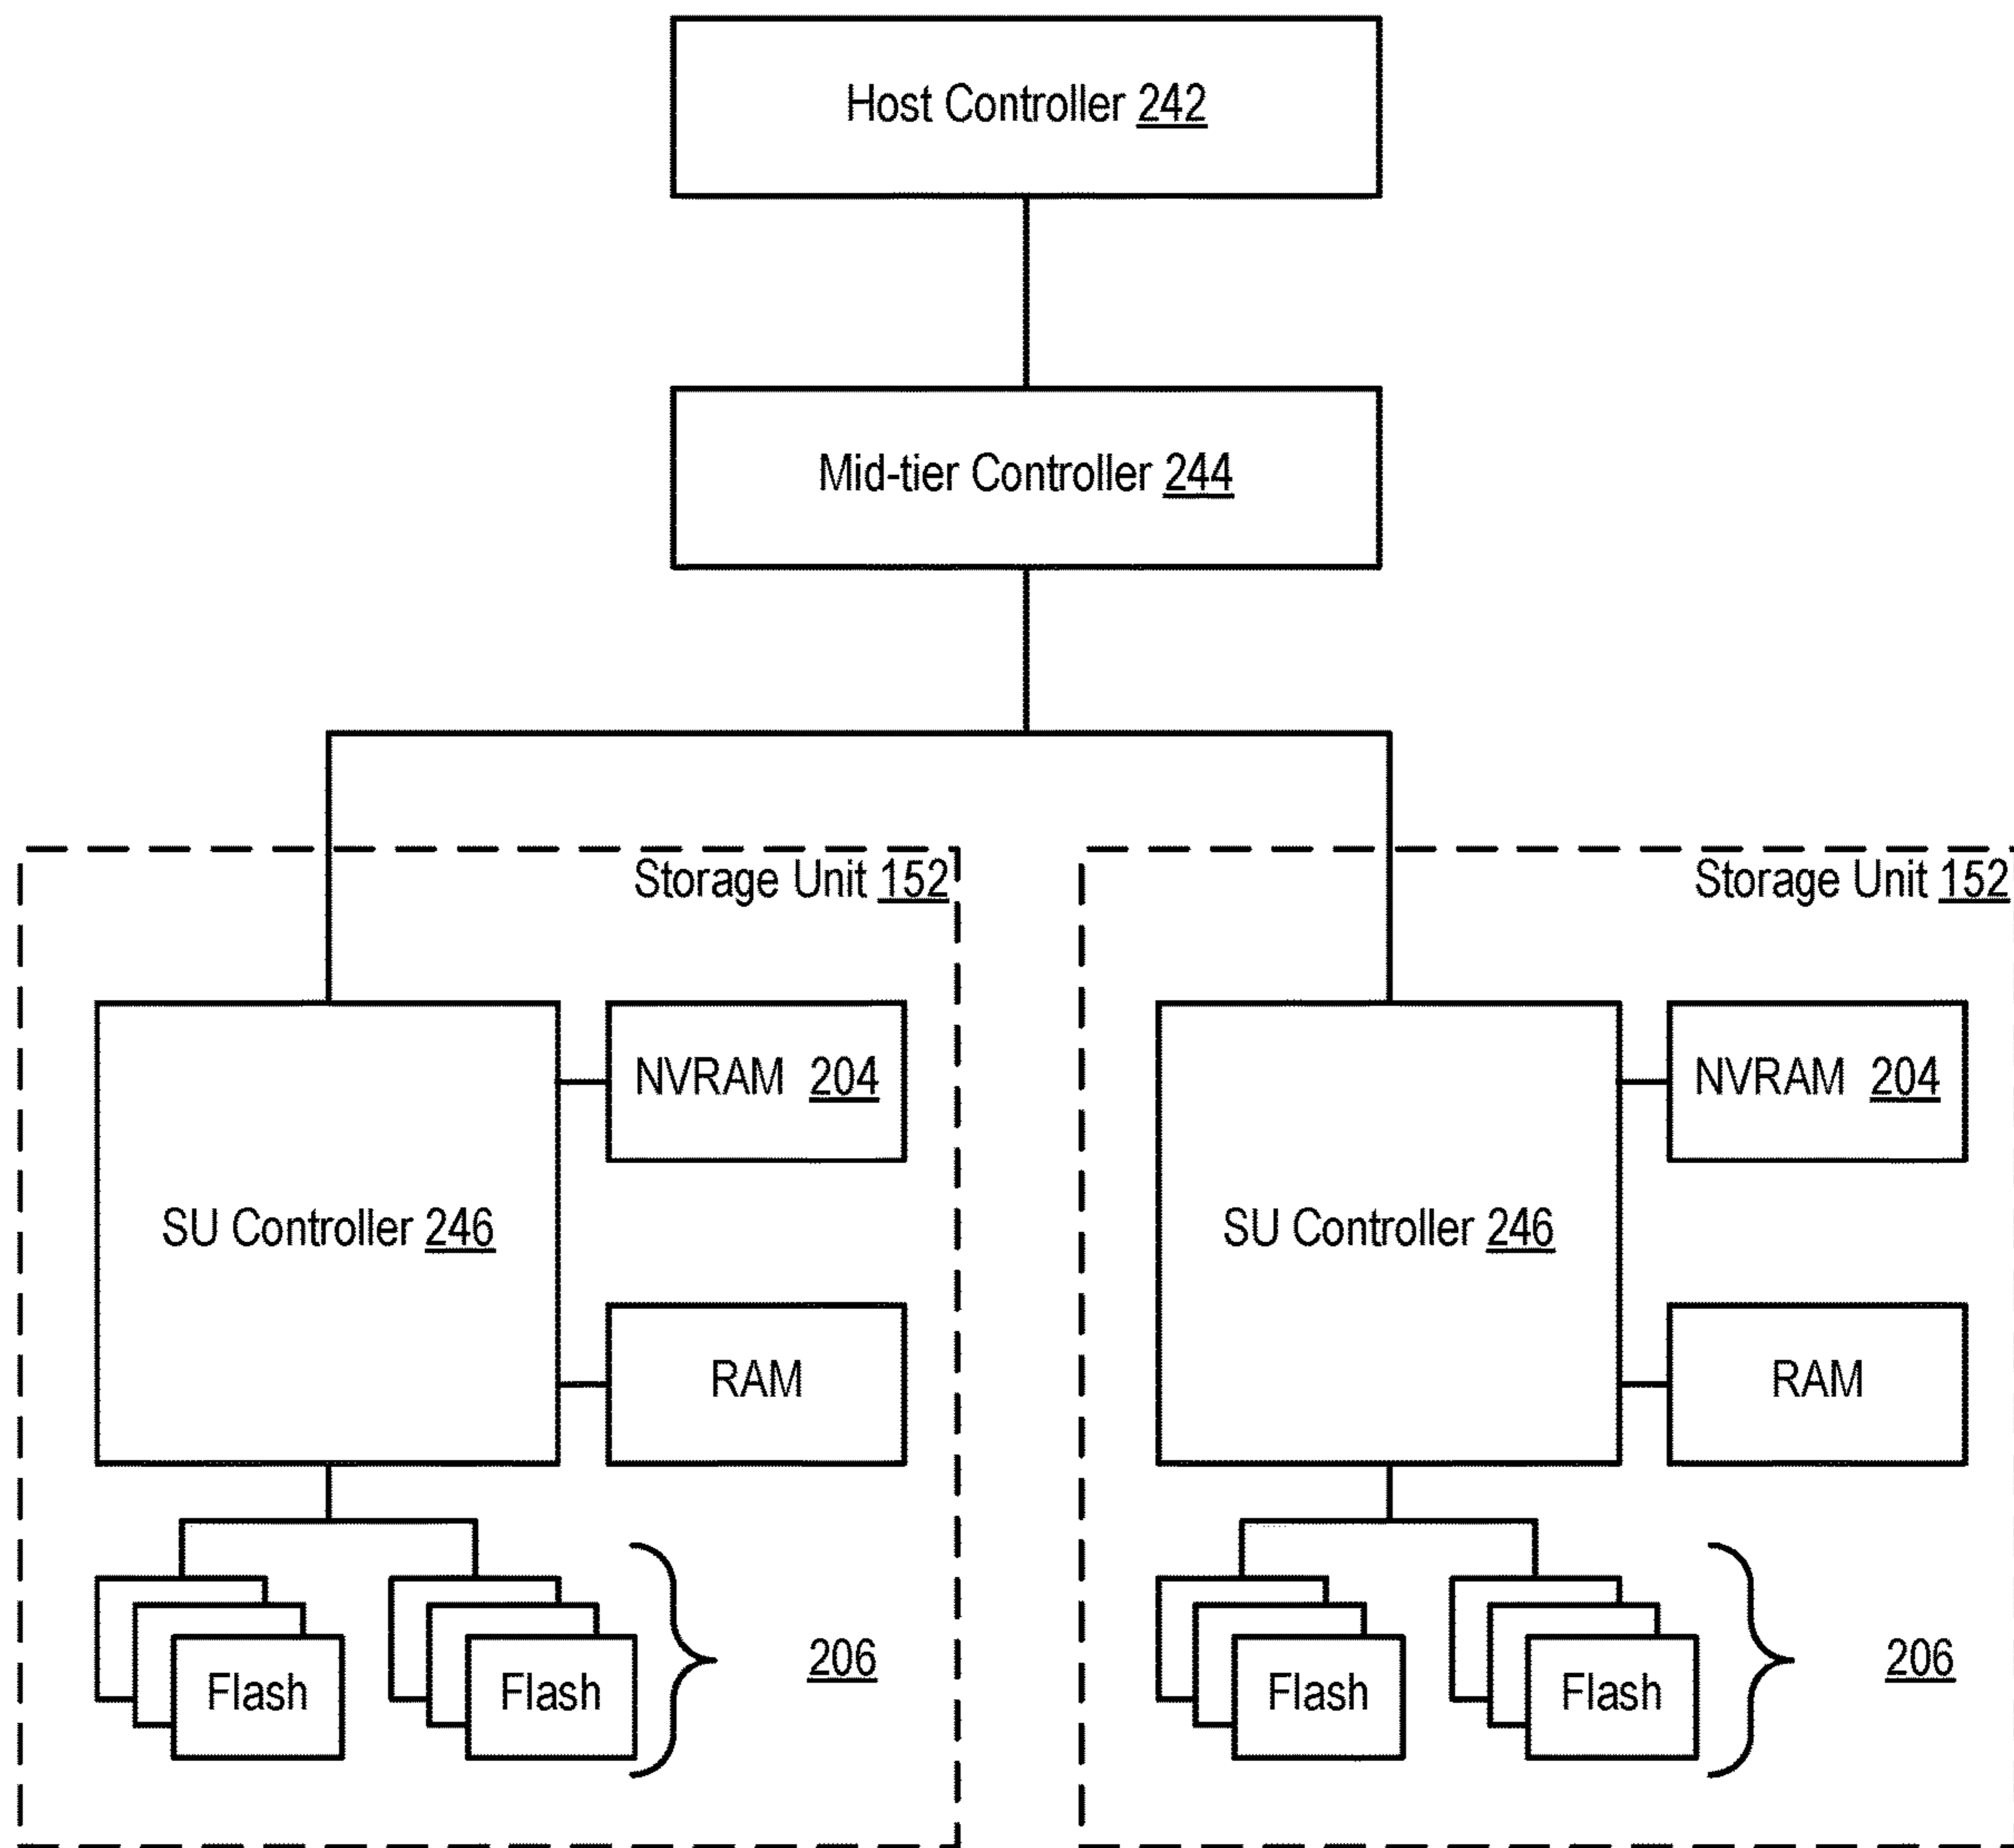 Host Controller 242
Mid-tier Controller 244
Storage Unit 152
Storage Unit 152
NVRAM 204
NVRAM 204
SU Controller 246
SU Controller 246
RAM
RAM
206
206
Flash
Flash
Flash
Flash